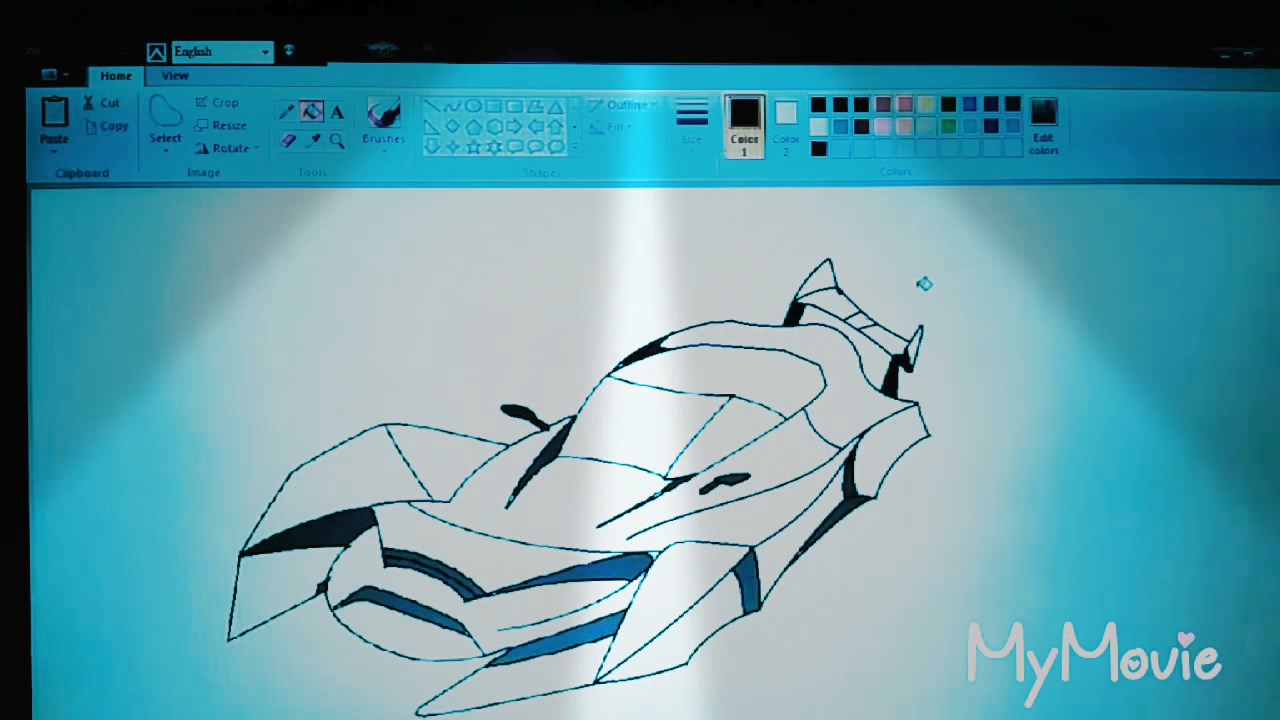 English
Home View
Paste Cut Copy Clipboard
Select Crop Resize Rotate Image
A Tools
Brushes
Shapes
Outline Fill
Size
Color 1
Color 2
Edit colors
Colors
MyMovie